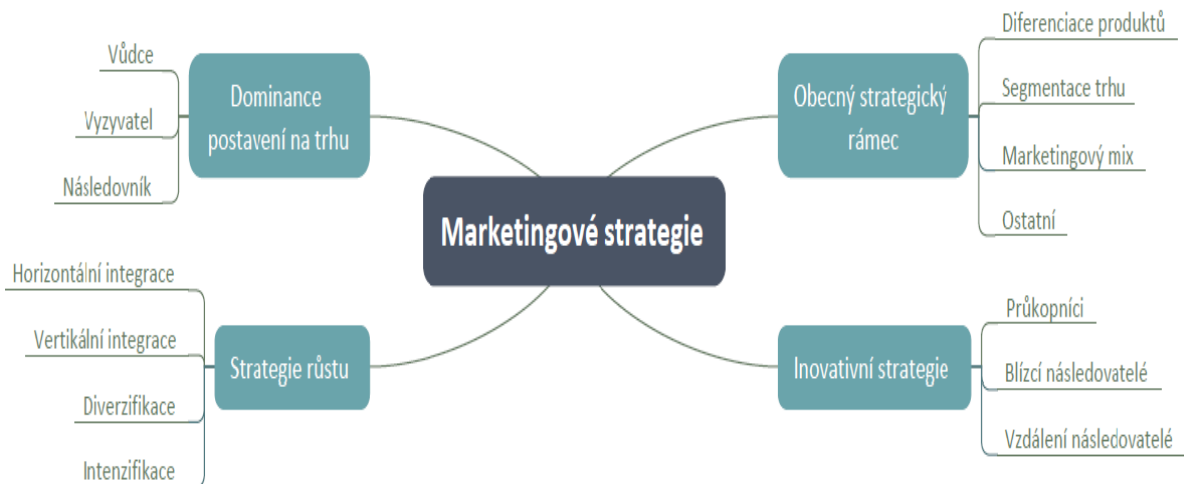 Marketingové strategie
Dominance
postavení na trhu
Vůdce
Vyzyvatel
Následovník
Obecný strategický
rámec
Diferenciace produktů
Segmentace trhu
Marketingový mix
Ostatní
Strategie růstu
Horizontální integrace
Vertikální integrace
Diverzifikace
Intenzifikace
Inovativní strategie
Průkopníci
Blízcí následovatelé
Vzdálení následovatelé